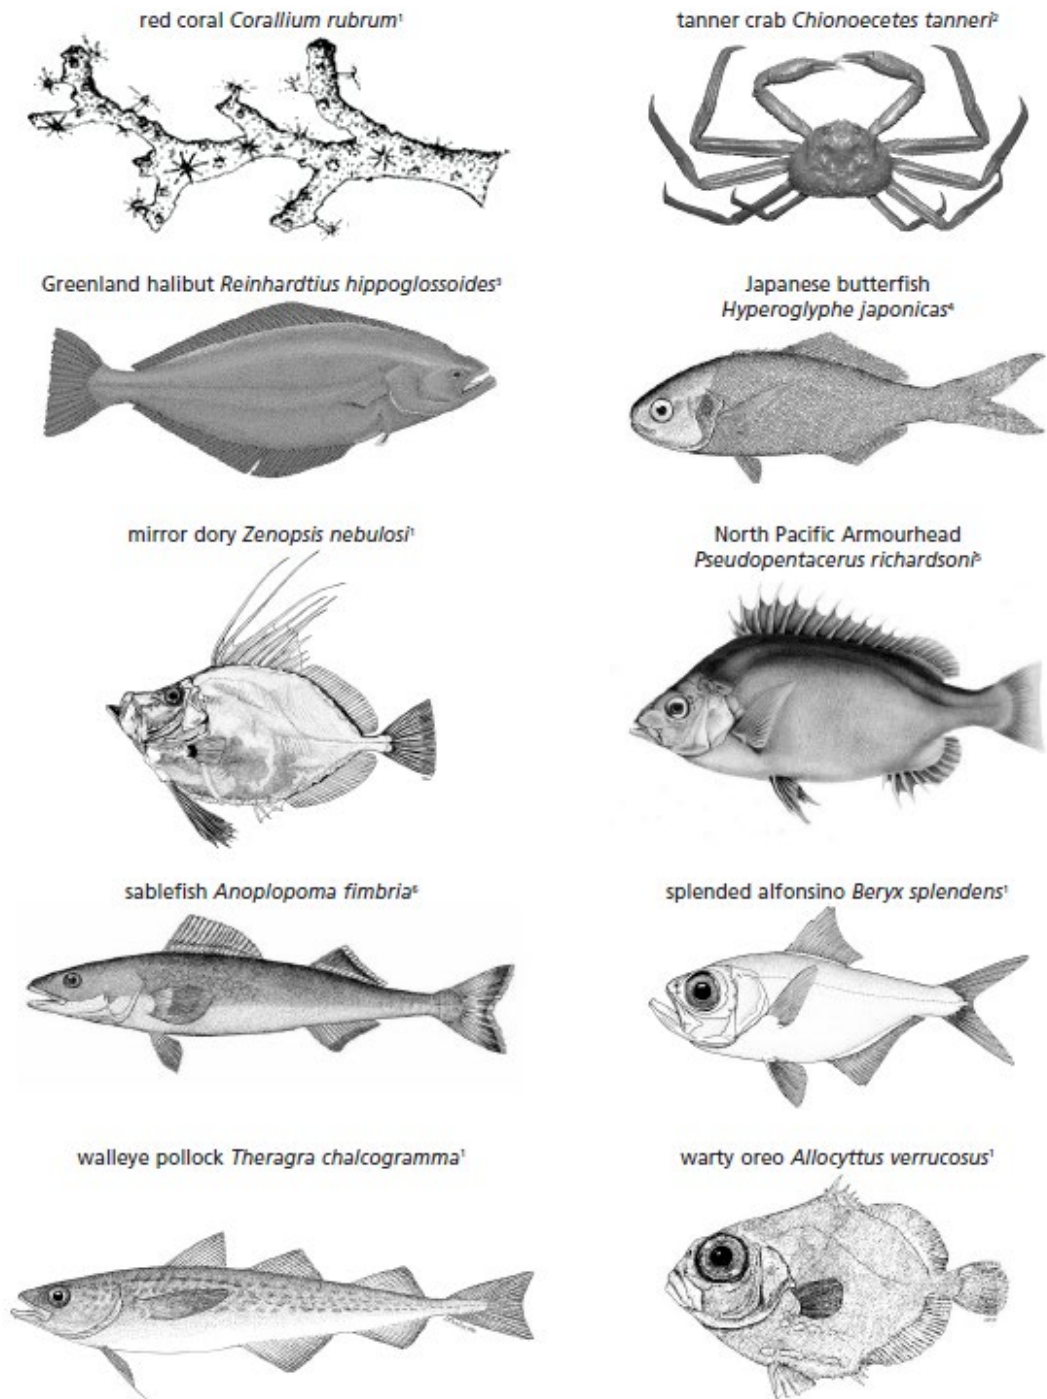 red coral Corallium rubrum¹
tanner crab Chionoecetes tanneri²
Greenland halibut Reinhardtius hippoglossoides³
Japanese butterfish
Hyperoglyphe japonicas⁴
mirror dory Zenopsis nebulosi¹
North Pacific Armourhead
Pseudopentacerus richardsoni⁵
sablefish Anoplopoma fimbria⁶
splended alfonsino Beryx splendens¹
walleye pollock Theragra chalcogramma¹
warty oreo Allocyttus verrucosus¹